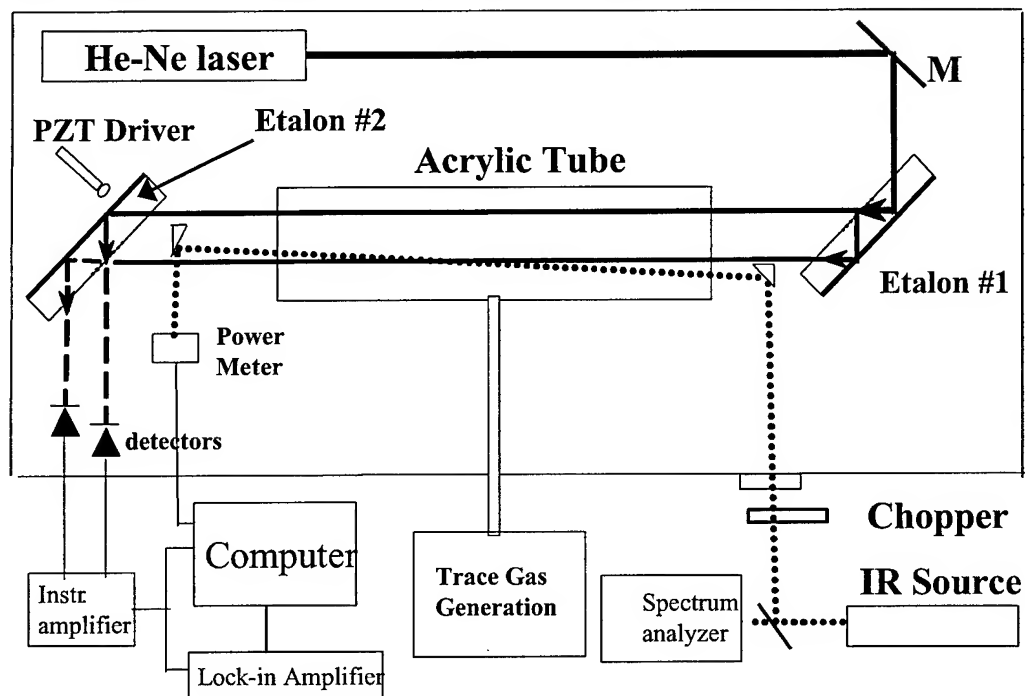 He-Ne laser
M
PZT Driver
Etalon #2
Acrylic Tube
Etalon #1
Power
Meter
detectors
Chopper
Computer
Trace Gas
Generation
IR Source
Spectrum
analyzer
Instr.
amplifier
Lock-in Amplifier